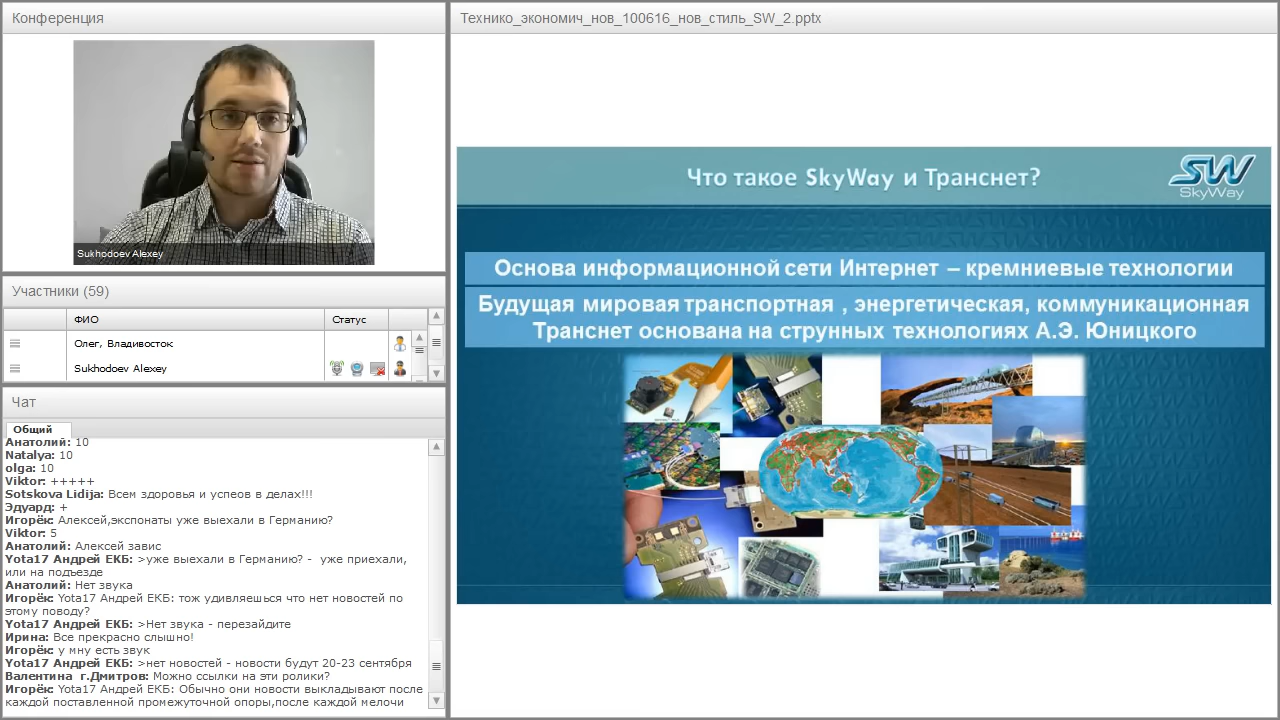 Конференция
Sukhodoev Alexey
Участники (59)
ФИО
Статус
Олег, Владивосток
Sukhodoev Alexey
Чат
Общий
Анатолий: 10
Natalya: 10
olga: 10
Viktor: +++++
Sotskova Lidija: Всем здоровья и успеов в делах!!!
Эдуард: +
Игорёк: Алексей,экспонаты уже выехали в Германию?
Viktor: 5
Анатолий: Алексей завис
Yota17 Андрей ЕКБ: >уже выехали в Германию? - уже приехали,
или на подъезде
Анатолий: Нет звука
Игорёк: Yota17 Андрей ЕКБ: тож удивляешься что нет новостей по
этому поводу?
Yota17 Андрей ЕКБ: >Нет звука - перезайдите
Ирина: Все прекрасно слышно!
Игорёк: у мну есть звук
Yota17 Андрей ЕКБ: >нет новостей - новости будут 20-23 сентября
Валентина г.Дмитров: Можно ссылки на эти ролики?
Игорёк: Yota17 Андрей ЕКБ: Обычно они новости выкладывают после
каждой поставленной промежуточной опоры,после каждой мелочи
Технико_экономич_нов_100616_нов_стиль_SW_2.pptx
Что такое SkyWay и Транснет?
SW
SkyWay
Основа информационной сети Интернет – кремниевые технологии
Будущая мировая транспортная , энергетическая, коммуникационная
Транснет основана на струнных технологиях А.Э. Юницкого